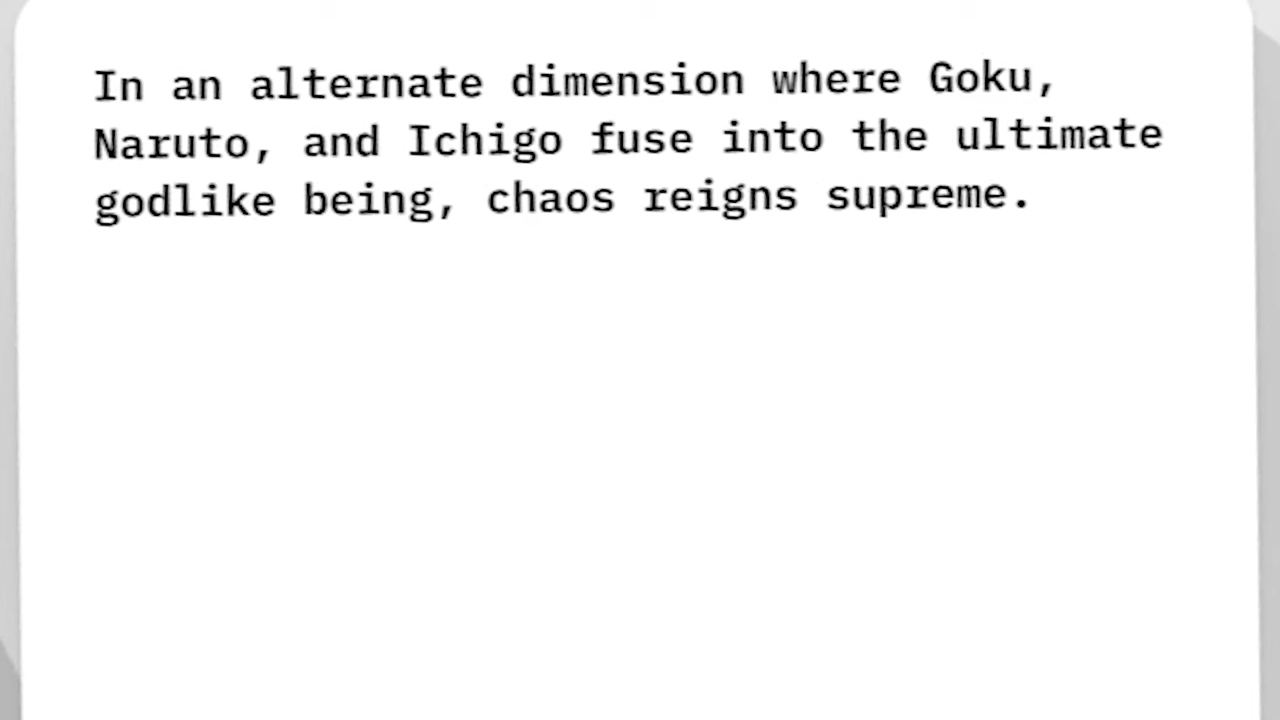 In an alternate dimension where Goku,
Naruto, and Ichigo fuse into the ultimate
godlike being, chaos reigns supreme.